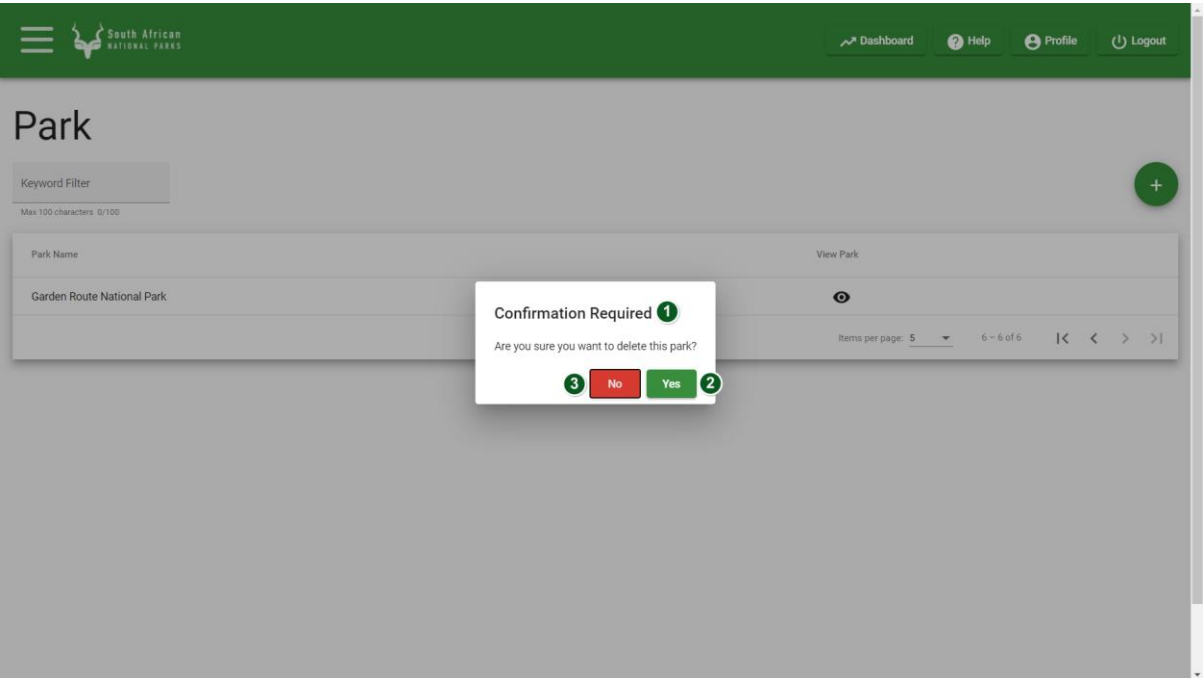 South African
NATIONAL PARKS
Dashboard
Help
Profile
Logout
Park
Keyword Filter
Max 100 characters 0/100
Park Name
View Park
Garden Route National Park
Items per page: 5
6 – 6 of 6
Confirmation Required 1
Are you sure you want to delete this park?
3 No Yes 2